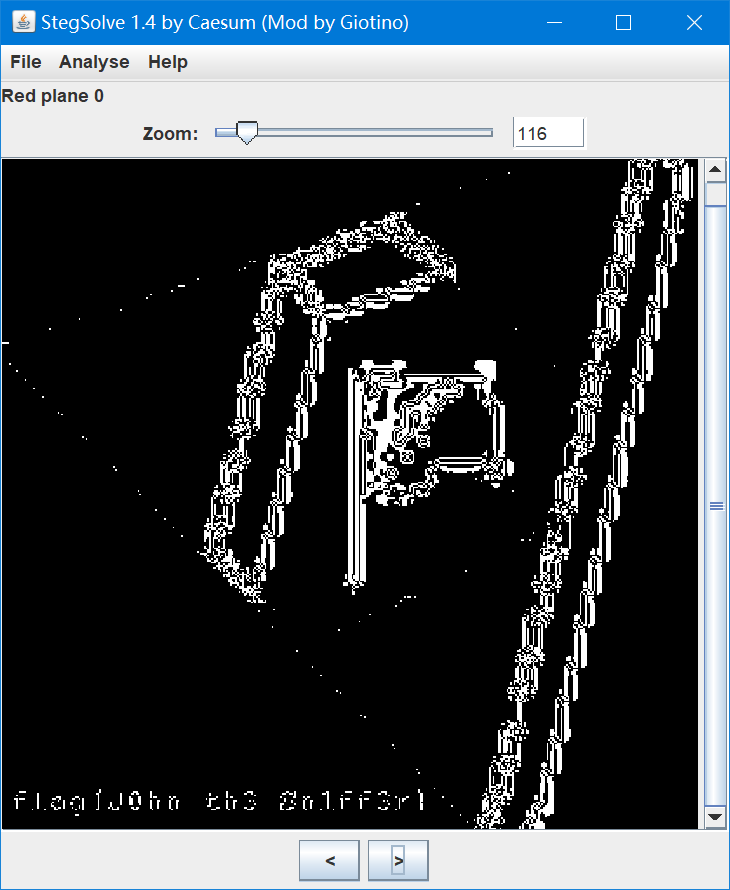 StegSolve 1.4 by Caesum (Mod by Giotino)
File Analyse Help
Red plane 0
Zoom: 116
flag{J0hn th3 Sn1ff3r}
< >